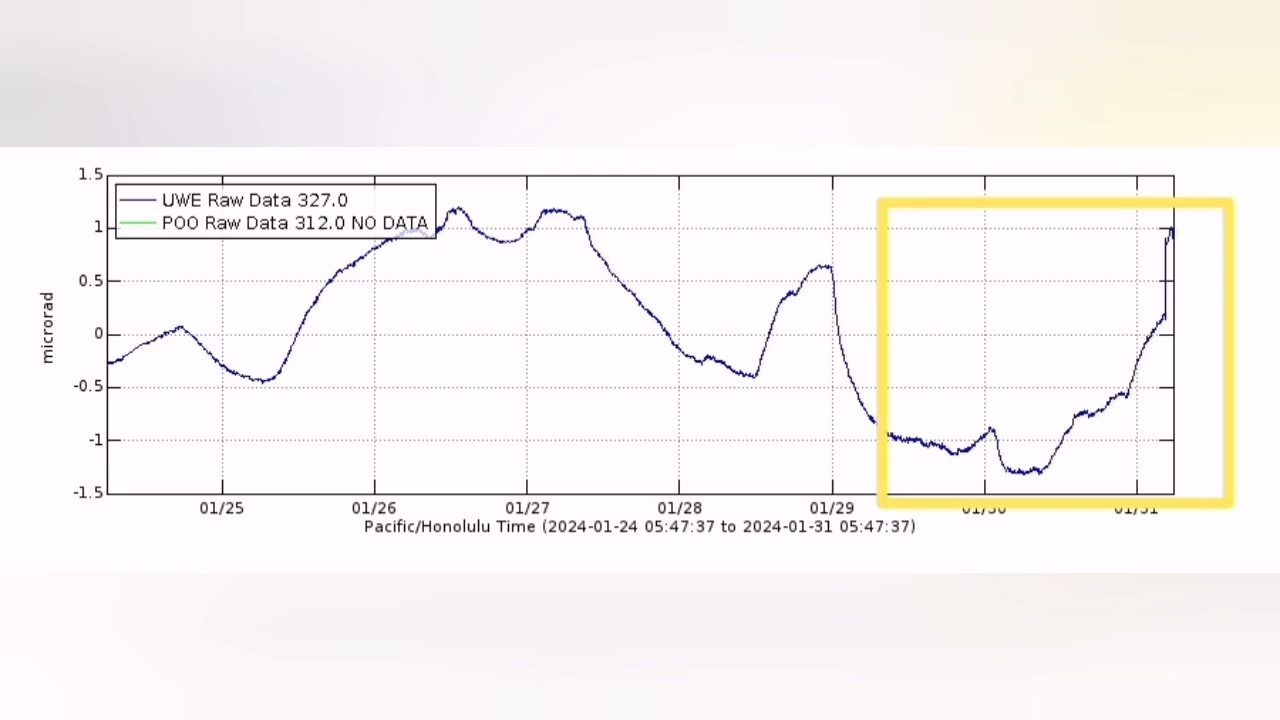 1.5
UWE Raw Data 327.0
POO Raw Data 312.0 NO DATA
1
0.5
microrad
0
-0.5
-1
-1.5
01/25 01/26 01/27 01/28 01/29 01/30 01/31
Pacific/Honolulu Time (2024-01-24 05:47:37 to 2024-01-31 05:47:37)